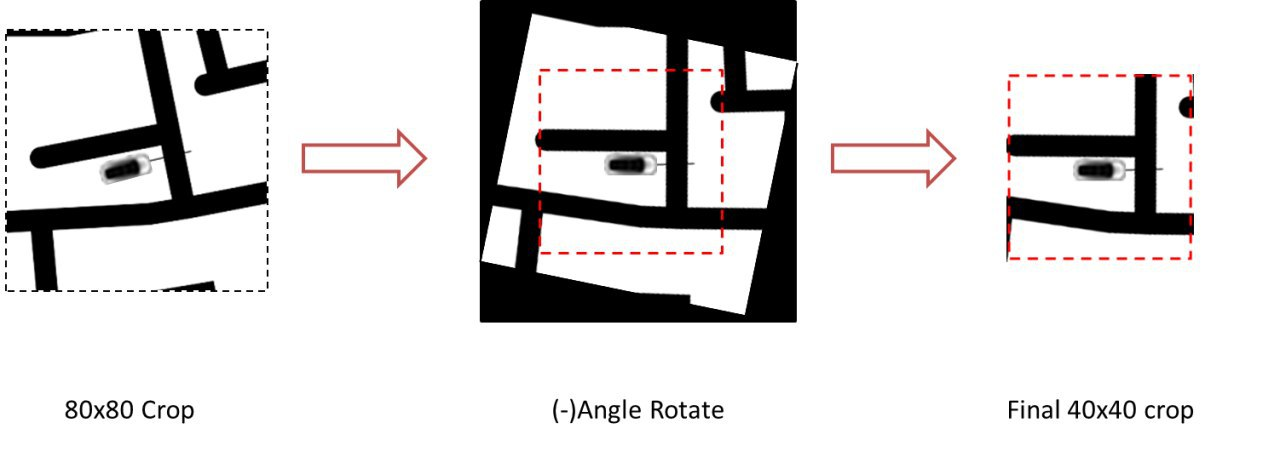 80x80 Crop
(-)Angle Rotate
Final 40x40 crop